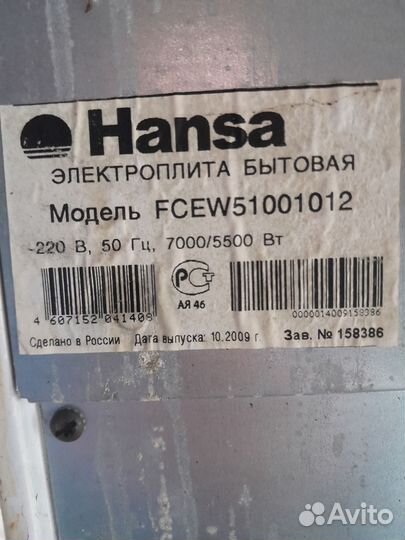 Hansa
ЭЛЕКТРОПЛИТА БЫТОВАЯ
Модель FCEW51001012
~220 В, 50 Гц, 7000/5500 Вт
АЯ 46
4 607152 041409
0000014009158386
Сделано в России Дата выпуска: 10.2009 г. Зав. № 158386
Avito